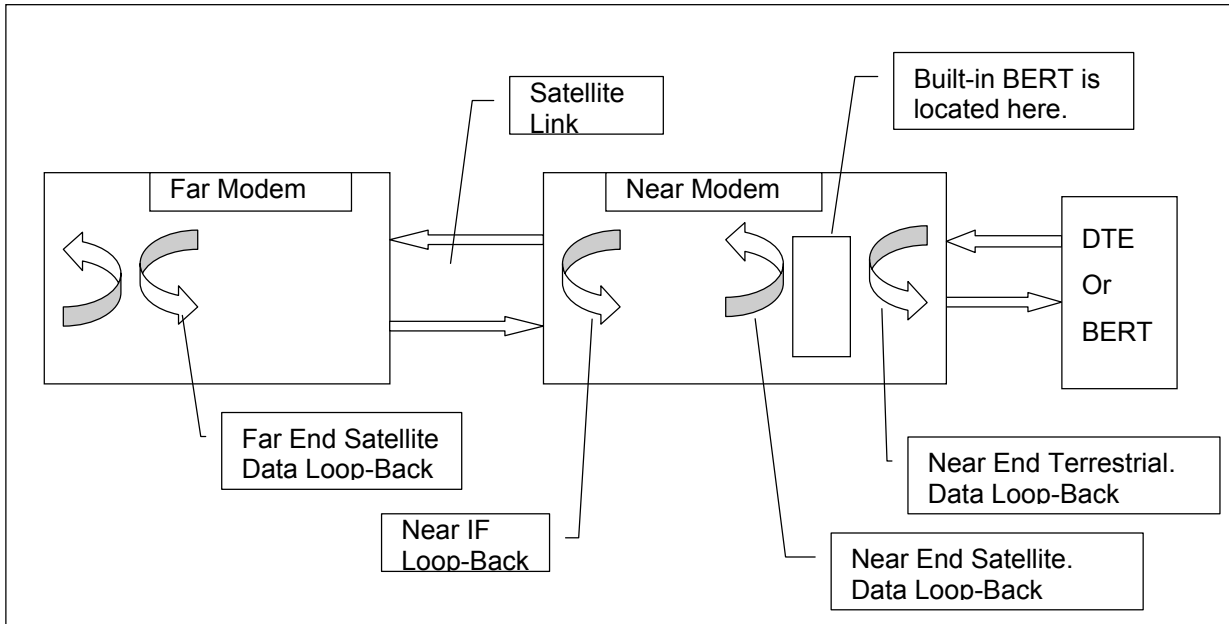 Satellite
Link
Built-in BERT is
located here.
Far Modem
Near Modem
DTE
Or
BERT
Far End Satellite
Data Loop-Back
Near IF
Loop-Back
Near End Terrestrial.
Data Loop-Back
Near End Satellite.
Data Loop-Back